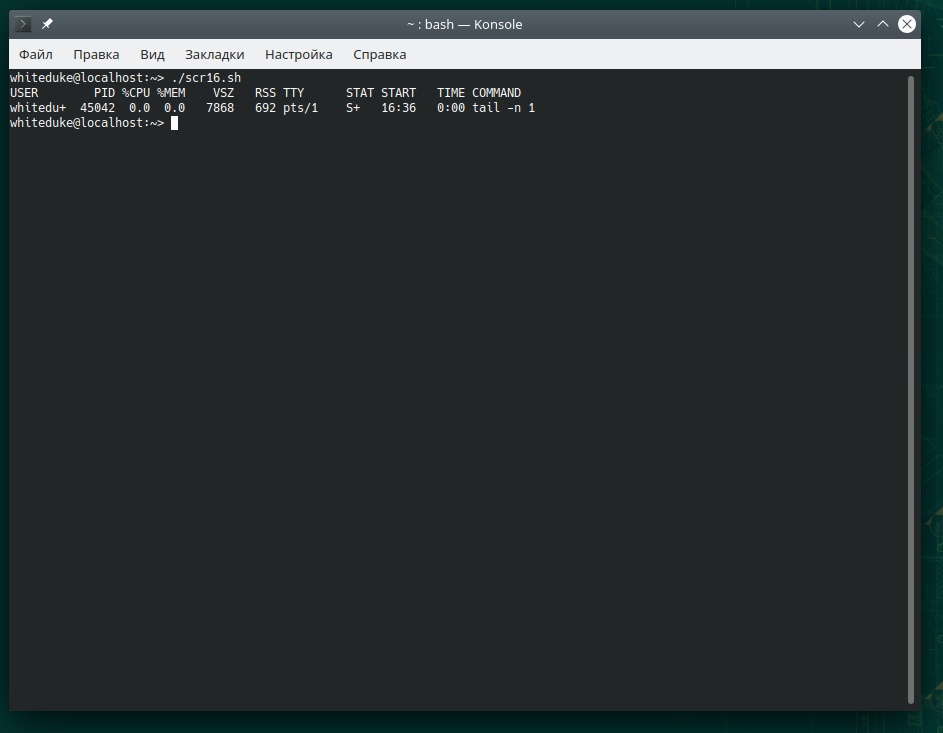 ~ : bash — Konsole
Файл Правка Вид Закладки Настройка Справка
whiteduke@localhost:~> ./scr16.sh
USER        PID %CPU %MEM    VSZ   RSS TTY      STAT START   TIME COMMAND
whitedu+  45042  0.0  0.0   7868   692 pts/1    S+   16:36   0:00 tail -n 1
whiteduke@localhost:~>